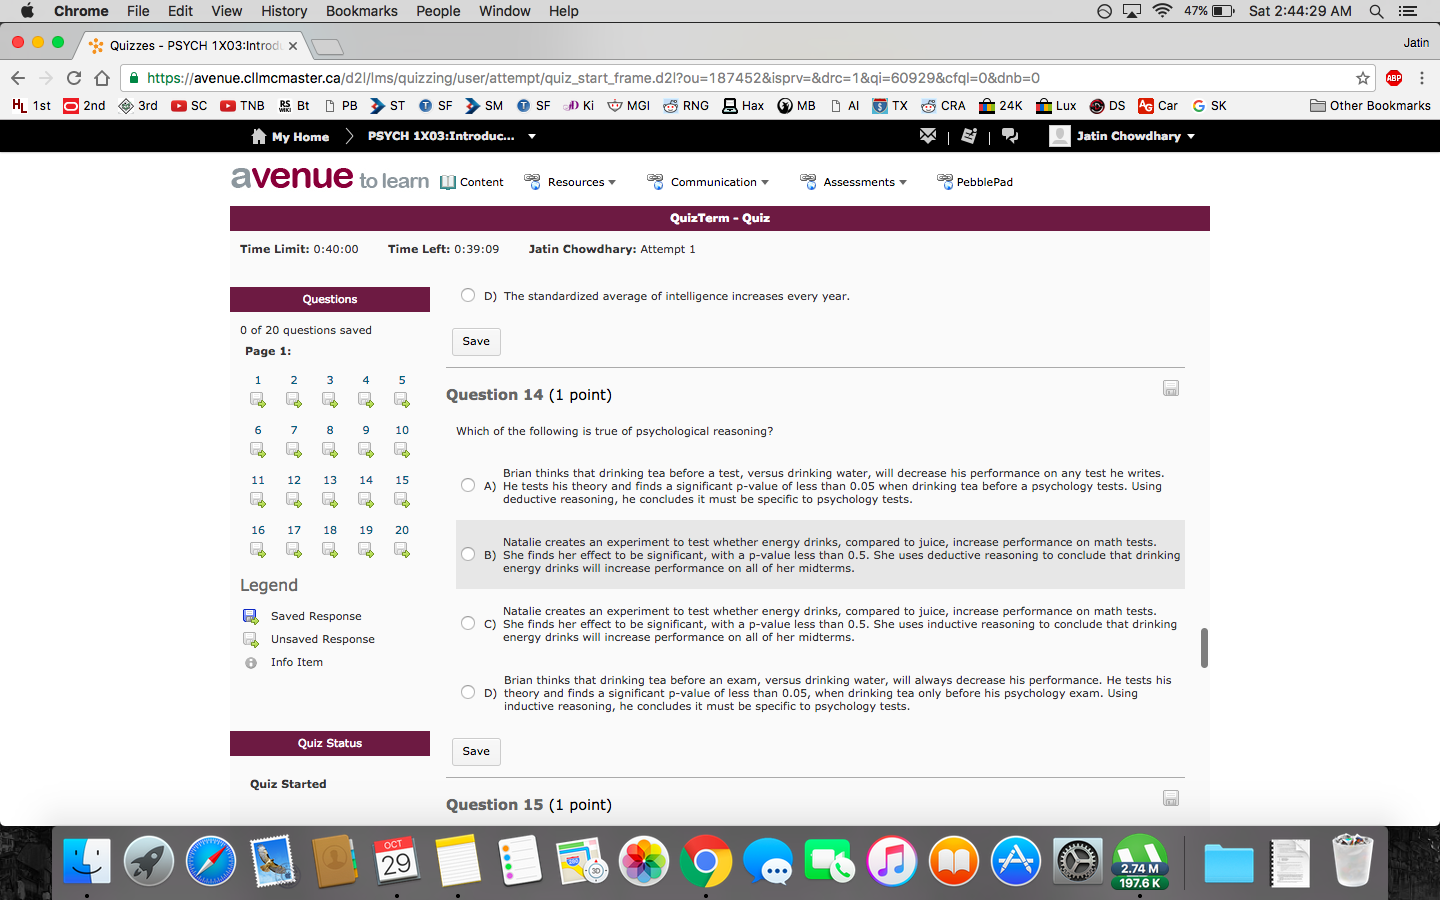 Chrome File Edit View History Bookmarks People Window Help 47% Sat 2:44:29 AM
Quizzes - PSYCH 1X03:Introdu Jatin
https://avenue.cllmcmaster.ca/d2l/lms/quizzing/user/attempt/quiz_start_frame.d2l?ou=187452&isprv=&drc=1&qi=60929&cfql=0&dnb=0 ABP
HL 1st 2nd 3rd SC TNB RS WIKI Bt PB ST T SF SM T SF Ki MGI RNG Hax MB AI TX CRA 24K Lux DS AG Car G SK Other Bookmarks
My Home PSYCH 1X03:Introduc... Jatin Chowdhary
avenue to learn Content Resources Communication Assessments PebblePad
QuizTerm - Quiz
Time Limit: 0:40:00 Time Left: 0:39:09 Jatin Chowdhary: Attempt 1
Questions
0 of 20 questions saved
Page 1:
1 2 3 4 5
6 7 8 9 10
11 12 13 14 15
16 17 18 19 20
Legend
Saved Response
Unsaved Response
Info Item
Quiz Status
Quiz Started
D) The standardized average of intelligence increases every year.
Save
Question 14 (1 point)
Which of the following is true of psychological reasoning?
Brian thinks that drinking tea before a test, versus drinking water, will decrease his performance on any test he writes.
A) He tests his theory and finds a significant p-value of less than 0.05 when drinking tea before a psychology tests. Using
deductive reasoning, he concludes it must be specific to psychology tests.
Natalie creates an experiment to test whether energy drinks, compared to juice, increase performance on math tests.
B) She finds her effect to be significant, with a p-value less than 0.5. She uses deductive reasoning to conclude that drinking
energy drinks will increase performance on all of her midterms.
Natalie creates an experiment to test whether energy drinks, compared to juice, increase performance on math tests.
C) She finds her effect to be significant, with a p-value less than 0.5. She uses inductive reasoning to conclude that drinking
energy drinks will increase performance on all of her midterms.
Brian thinks that drinking tea before an exam, versus drinking water, will always decrease his performance. He tests his
D) theory and finds a significant p-value of less than 0.05, when drinking tea only before his psychology exam. Using
inductive reasoning, he concludes it must be specific to psychology tests.
Save
Question 15 (1 point)
OCT
29
3D
2.74 M
197.6 K